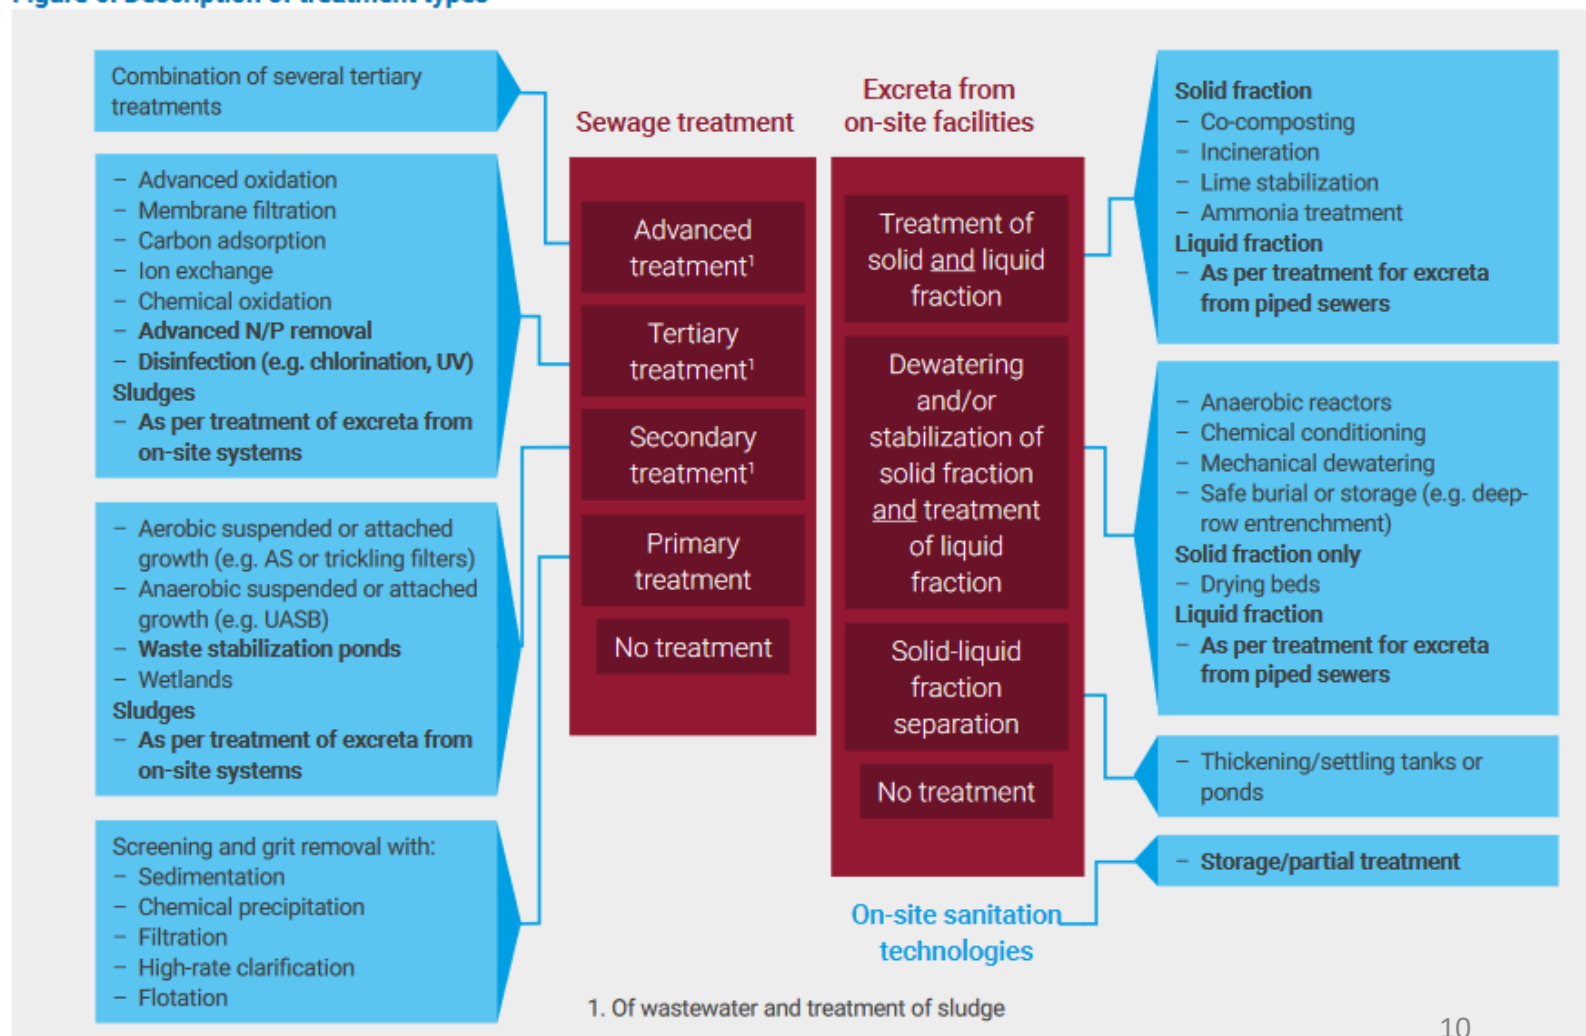 Figure 6. Description of treatment types
Combination of several tertiary
treatments
– Advanced oxidation
– Membrane filtration
– Carbon adsorption
– Ion exchange
– Chemical oxidation
– Advanced N/P removal
– Disinfection (e.g. chlorination, UV)
Sludges
– As per treatment of excreta from
on-site systems
– Aerobic suspended or attached
growth (e.g. AS or trickling filters)
– Anaerobic suspended or attached
growth (e.g. UASB)
– Waste stabilization ponds
– Wetlands
Sludges
– As per treatment of excreta from
on-site systems
Screening and grit removal with:
– Sedimentation
– Chemical precipitation
– Filtration
– High-rate clarification
– Flotation
Sewage treatment
Advanced
treatment¹
Tertiary
treatment¹
Secondary
treatment¹
Primary
treatment
No treatment
Excreta from
on-site facilities
Treatment of
solid and liquid
fraction
Dewatering
and/or
stabilization of
solid fraction
and treatment
of liquid
fraction
Solid-liquid
fraction
separation
No treatment
On-site sanitation
technologies
Solid fraction
– Co-composting
– Incineration
– Lime stabilization
– Ammonia treatment
Liquid fraction
– As per treatment for excreta
from piped sewers
– Anaerobic reactors
– Chemical conditioning
– Mechanical dewatering
– Safe burial or storage (e.g. deep-
row entrenchment)
Solid fraction only
– Drying beds
Liquid fraction
– As per treatment for excreta
from piped sewers
– Thickening/settling tanks or
ponds
– Storage/partial treatment
1. Of wastewater and treatment of sludge
10